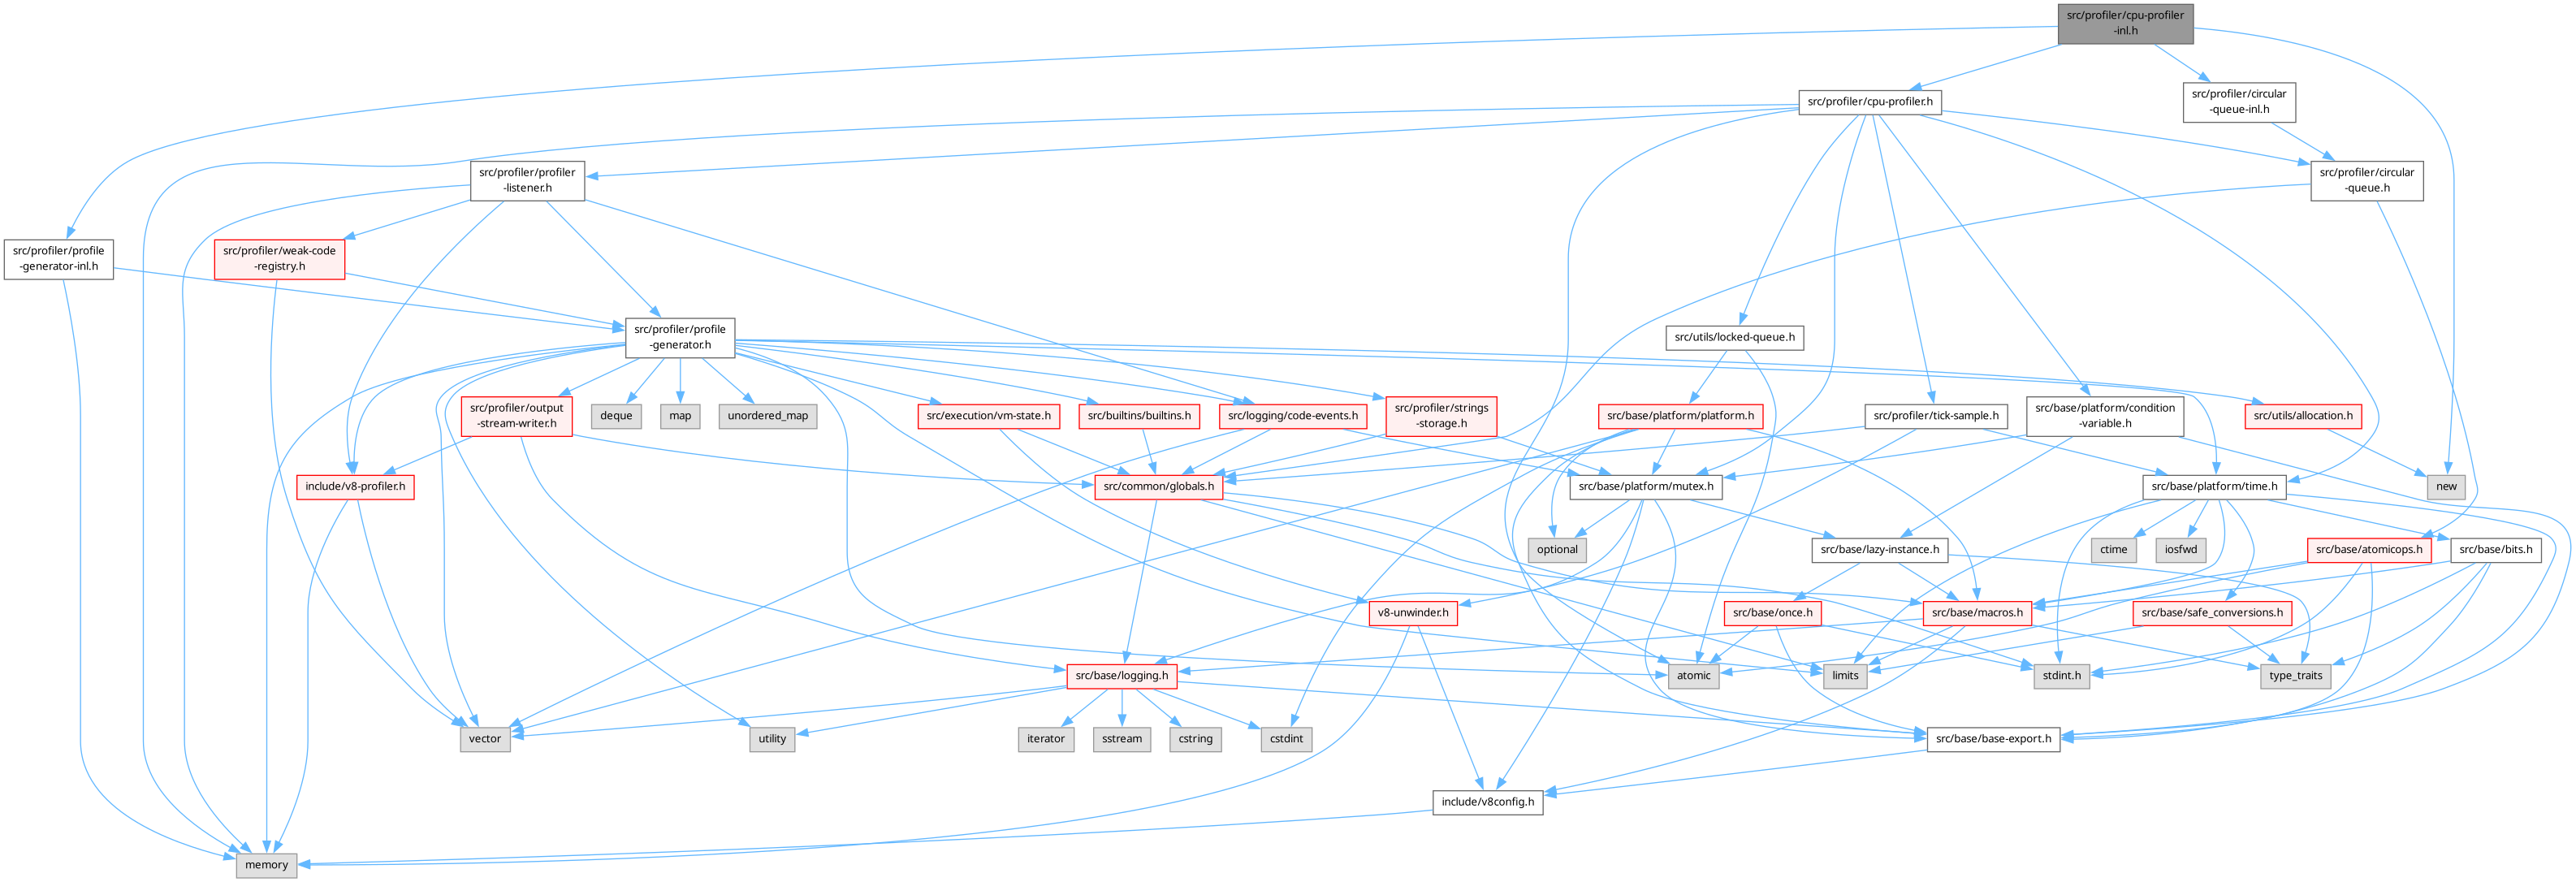 src/profiler/cpu-profiler
-inl.h
src/profiler/circular
-queue-inl.h
src/profiler/cpu-profiler.h
src/profiler/profiler
-listener.h
src/profiler/circular
-queue.h
src/profiler/profile
-generator-inl.h
src/profiler/weak-code
-registry.h
src/profiler/profile
-generator.h
src/utils/locked-queue.h
src/profiler/output
-stream-writer.h
deque
map
unordered_map
src/execution/vm-state.h
src/builtins/builtins.h
src/logging/code-events.h
src/profiler/strings
-storage.h
src/base/platform/platform.h
src/profiler/tick-sample.h
src/base/platform/condition
-variable.h
src/utils/allocation.h
include/v8-profiler.h
src/common/globals.h
src/base/platform/mutex.h
src/base/platform/time.h
new
optional
src/base/lazy-instance.h
ctime
iosfwd
src/base/atomicops.h
src/base/bits.h
v8-unwinder.h
src/base/once.h
src/base/macros.h
src/base/safe_conversions.h
src/base/logging.h
atomic
limits
stdint.h
type_traits
vector
utility
iterator
sstream
cstring
cstdint
src/base/base-export.h
include/v8config.h
memory